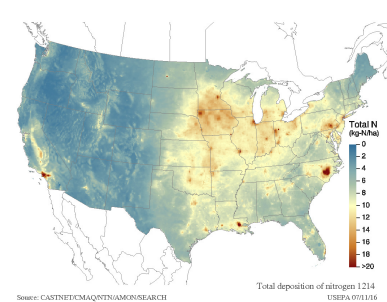 Total N
(kg-N/ha)
0
2
4
6
8
10
12
14
16
18
>20
Total deposition of nitrogen 1214
Source: CASTNET/CMAQ/NTN/AMON/SEARCH
USEPA 07/11/16